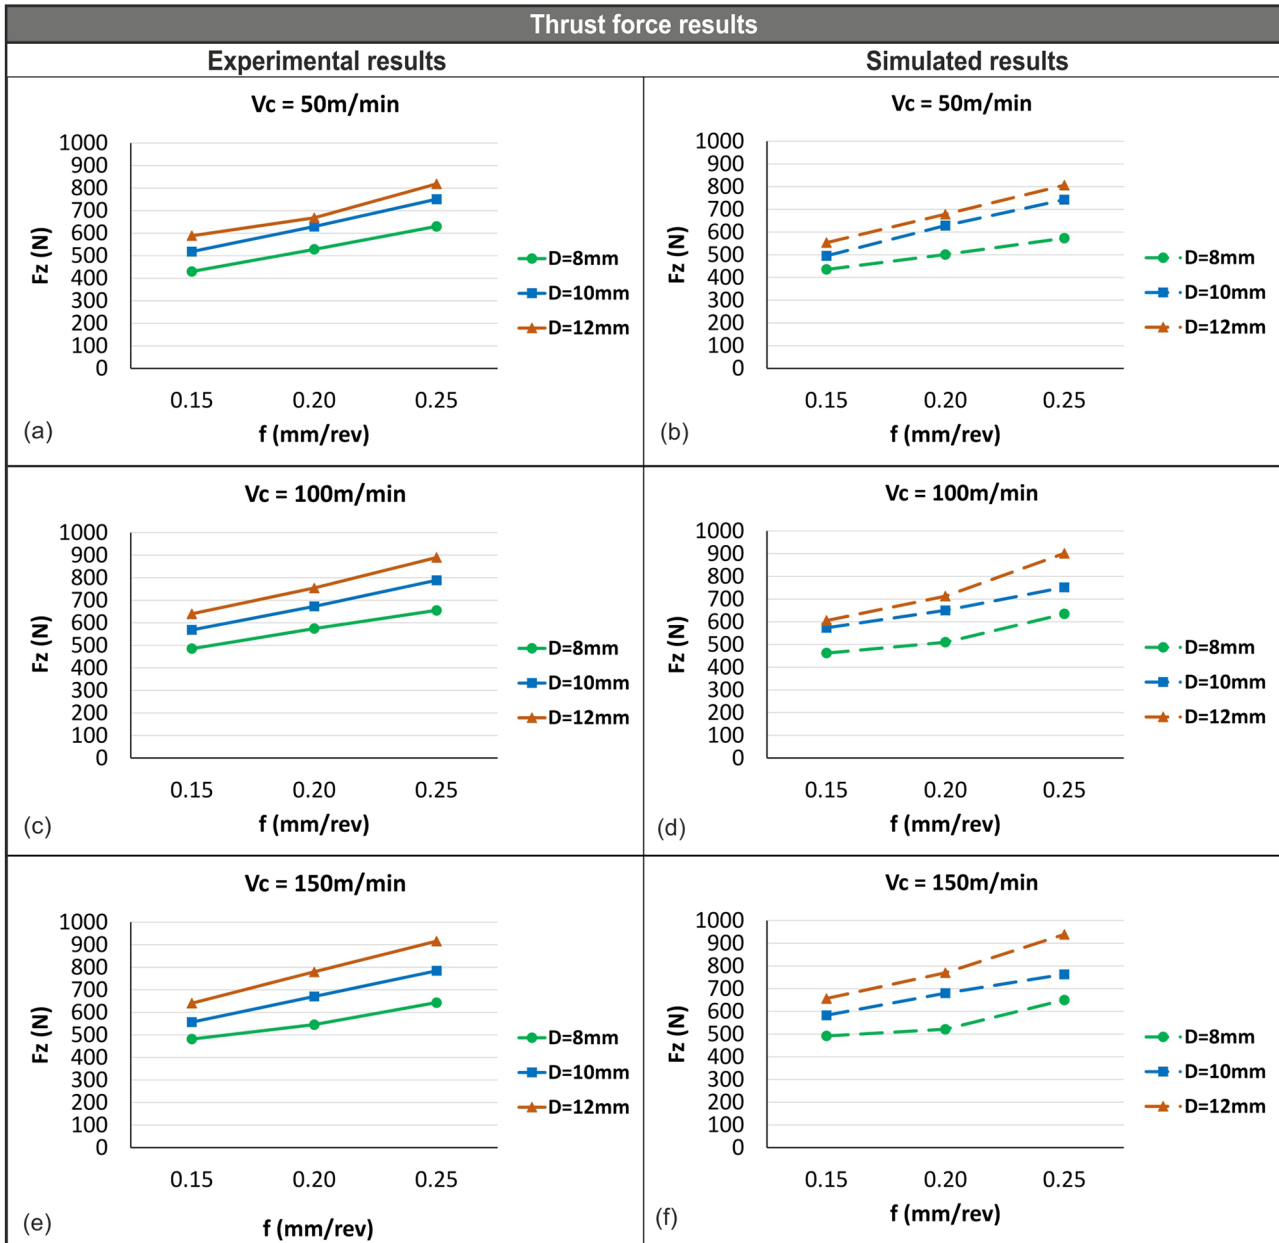 Thrust force results
Experimental results
Simulated results
Vc = 50m/min
1000
900
800
700
600
500
400
300
200
100
0
Fz (N)
0.15 0.20 0.25
f (mm/rev)
D=8mm
D=10mm
D=12mm
(a)
Vc = 50m/min
1000
900
800
700
600
500
400
300
200
100
0
Fz (N)
0.15 0.20 0.25
f (mm/rev)
D=8mm
D=10mm
D=12mm
(b)
Vc = 100m/min
1000
900
800
700
600
500
400
300
200
100
0
Fz (N)
0.15 0.20 0.25
f (mm/rev)
D=8mm
D=10mm
D=12mm
(c)
Vc = 100m/min
1000
900
800
700
600
500
400
300
200
100
0
Fz (N)
0.15 0.20 0.25
f (mm/rev)
D=8mm
D=10mm
D=12mm
(d)
Vc = 150m/min
1000
900
800
700
600
500
400
300
200
100
0
Fz (N)
0.15 0.20 0.25
f (mm/rev)
D=8mm
D=10mm
D=12mm
(e)
Vc = 150m/min
1000
900
800
700
600
500
400
300
200
100
0
Fz (N)
0.15 0.20 0.25
f (mm/rev)
D=8mm
D=10mm
D=12mm
(f)